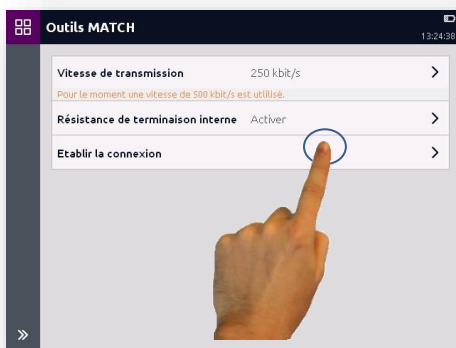 Outils MATCH
13:24:38
Vitesse de transmission 250 kbit/s
Pour le moment une vitesse de 500 kbit/s est utilisé.
Résistance de terminaison interne Activer
Etablir la connexion